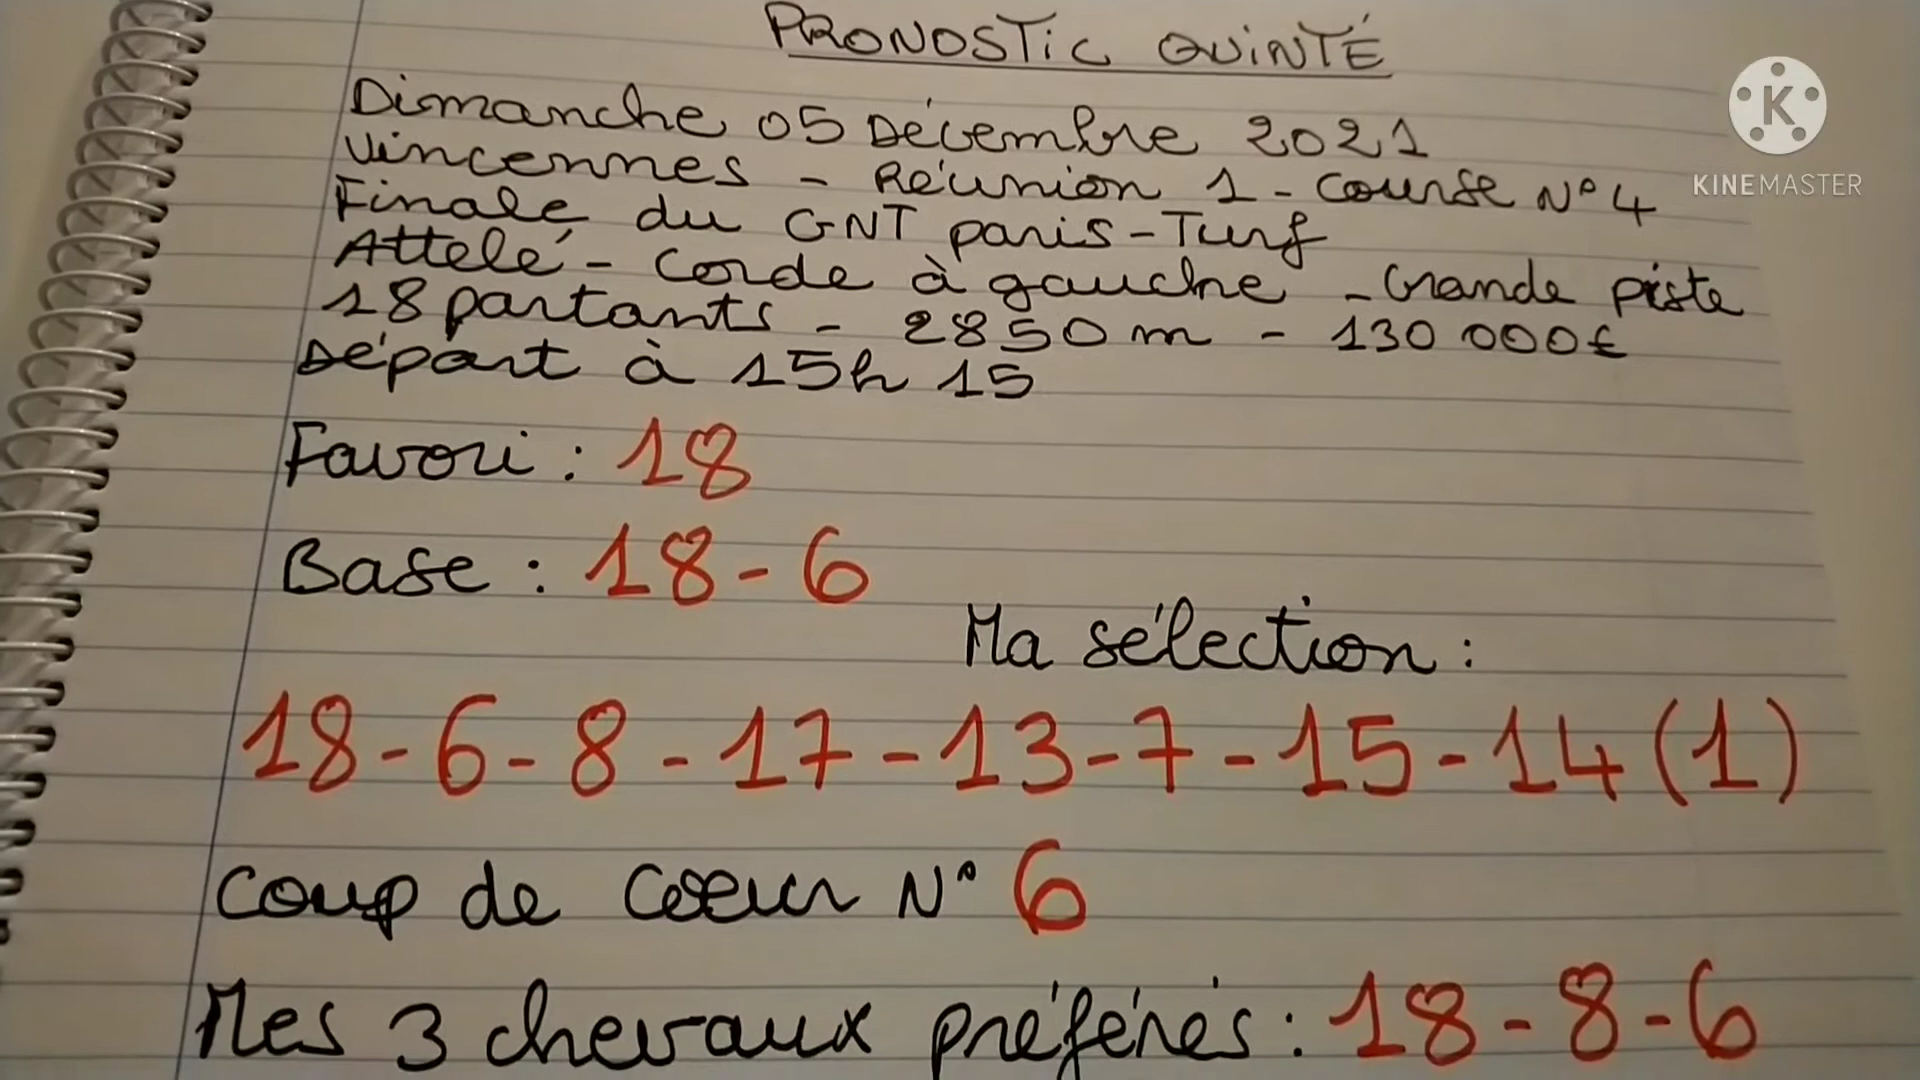 PRONOSTIC QUINTÉ
Dimanche 05 Décembre 2021
Vincennes - Réunion 1 - Course N° 4
Finale du GNT Paris-Turf
Attelé - Corde à gauche - Grande piste
18 partants - 2850 m - 130 000€
Départ à 15h 15
Favori : 18
Base : 18 - 6
Ma sélection :
18 - 6 - 8 - 17 - 13 - 7 - 15 - 14 (1)
Coup de Coeur N° 6
Mes 3 chevaux préférés : 18 - 8 - 6
K
KINEMASTER